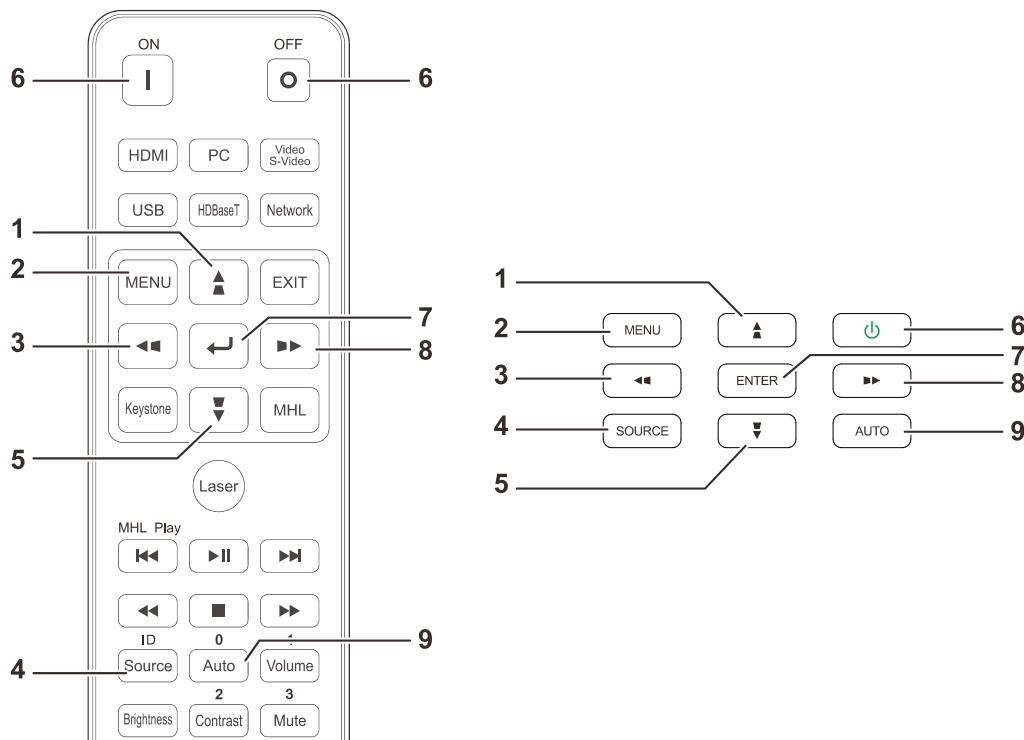 ON OFF
6 6
HDMI PC Video
S-Video
USB HDBaseT Network
1
2 MENU EXIT
7
3 8
Keystone MHL
5
Laser
MHL Play
ID 0
9
4 Source Auto Volume
2 3
Brightness Contrast Mute
1
2 MENU 6
7
3 ENTER 8
4 SOURCE AUTO 9
5